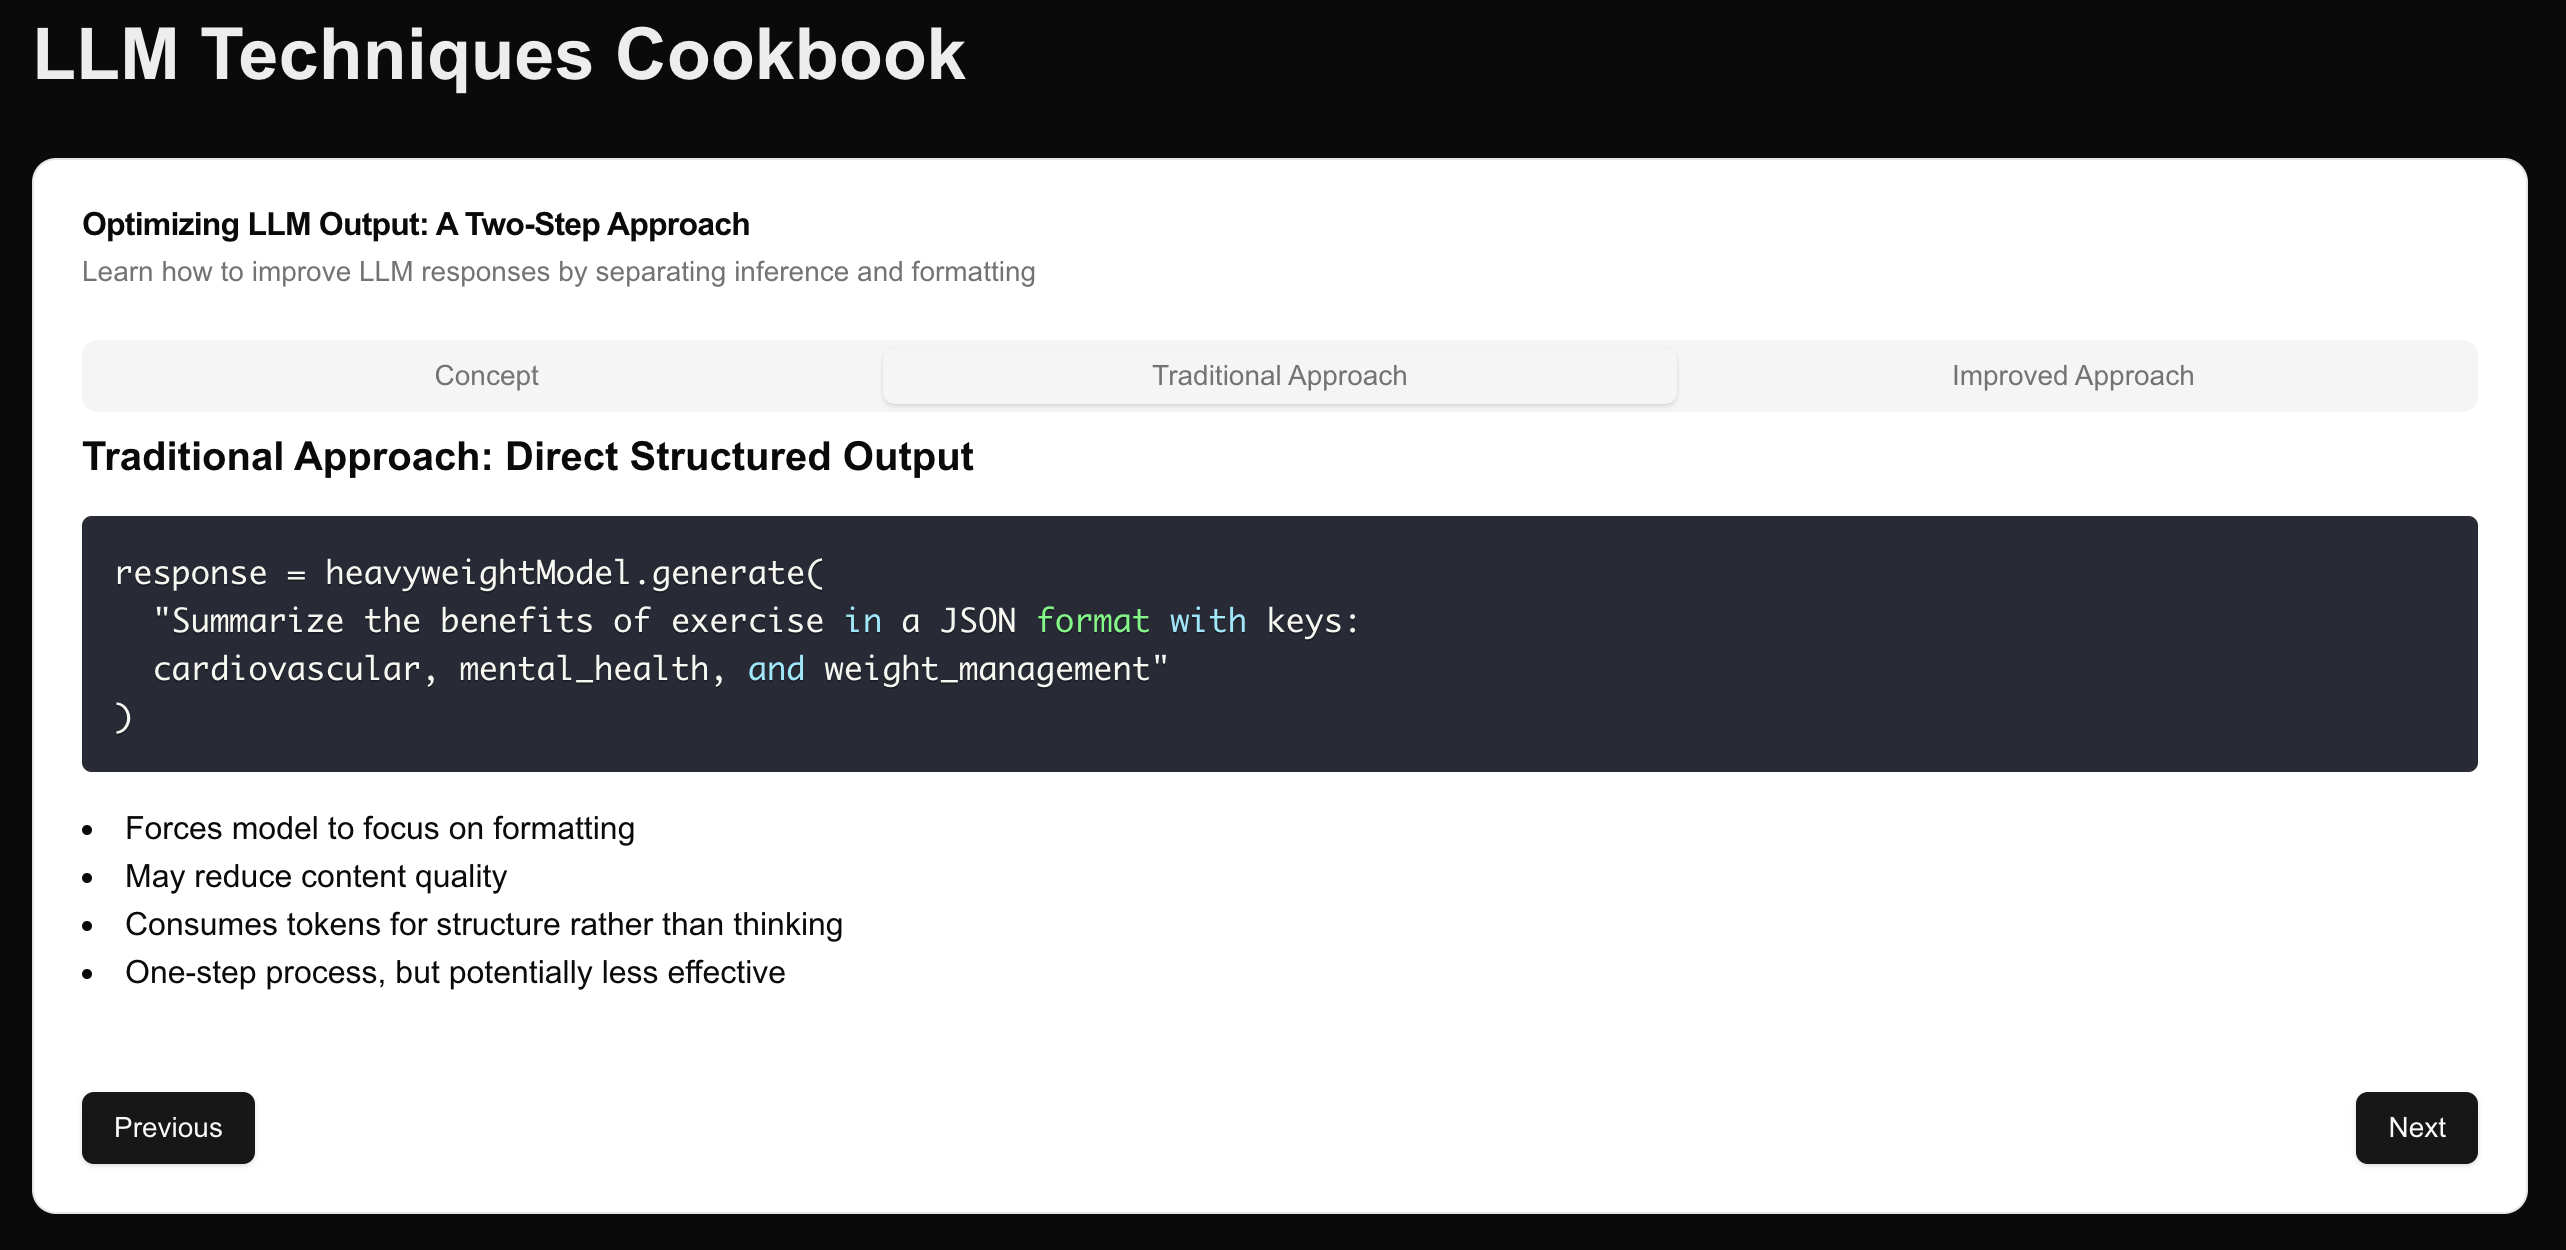 LLM Techniques Cookbook
Optimizing LLM Output: A Two-Step Approach
Learn how to improve LLM responses by separating inference and formatting
Concept
Traditional Approach
Improved Approach
Traditional Approach: Direct Structured Output
response = heavyweightModel.generate(
  "Summarize the benefits of exercise in a JSON format with keys:
  cardiovascular, mental_health, and weight_management"
)
• Forces model to focus on formatting
• May reduce content quality
• Consumes tokens for structure rather than thinking
• One-step process, but potentially less effective
Previous
Next